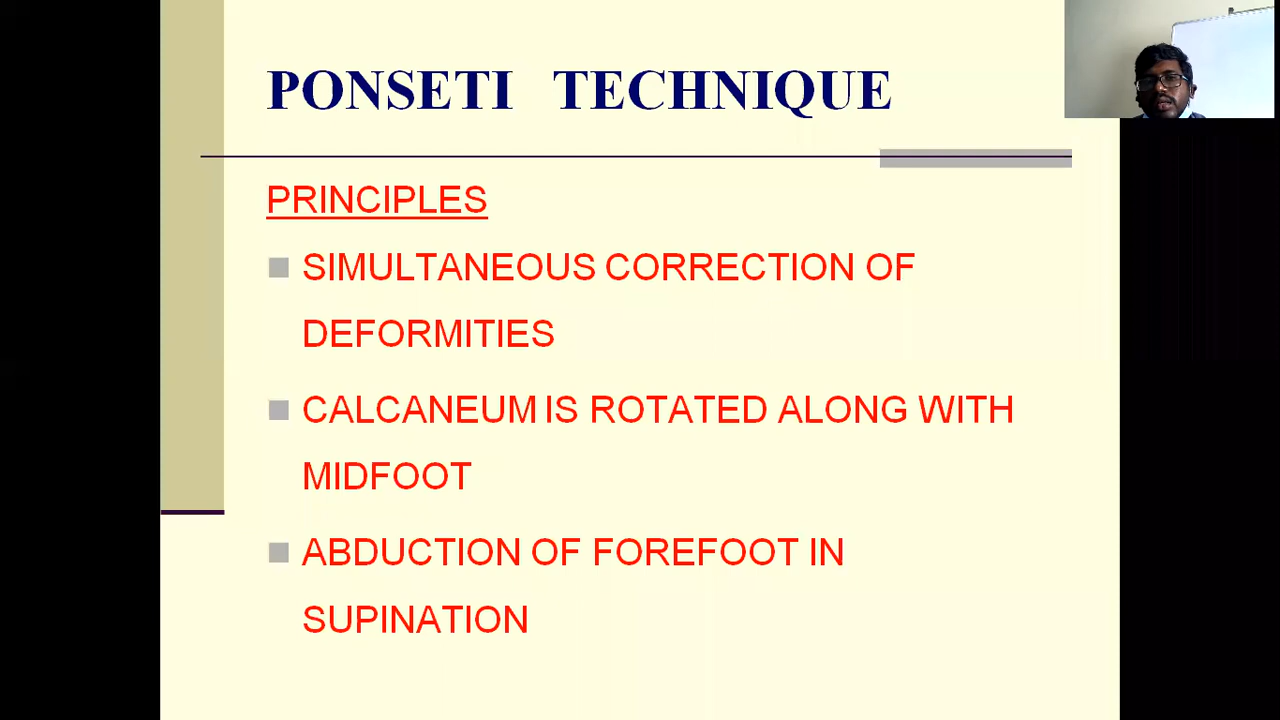 PONSETI TECHNIQUE
PRINCIPLES
SIMULTANEOUS CORRECTION OF
DEFORMITIES
CALCANEUM IS ROTATED ALONG WITH
MIDFOOT
ABDUCTION OF FOREFOOT IN
SUPINATION